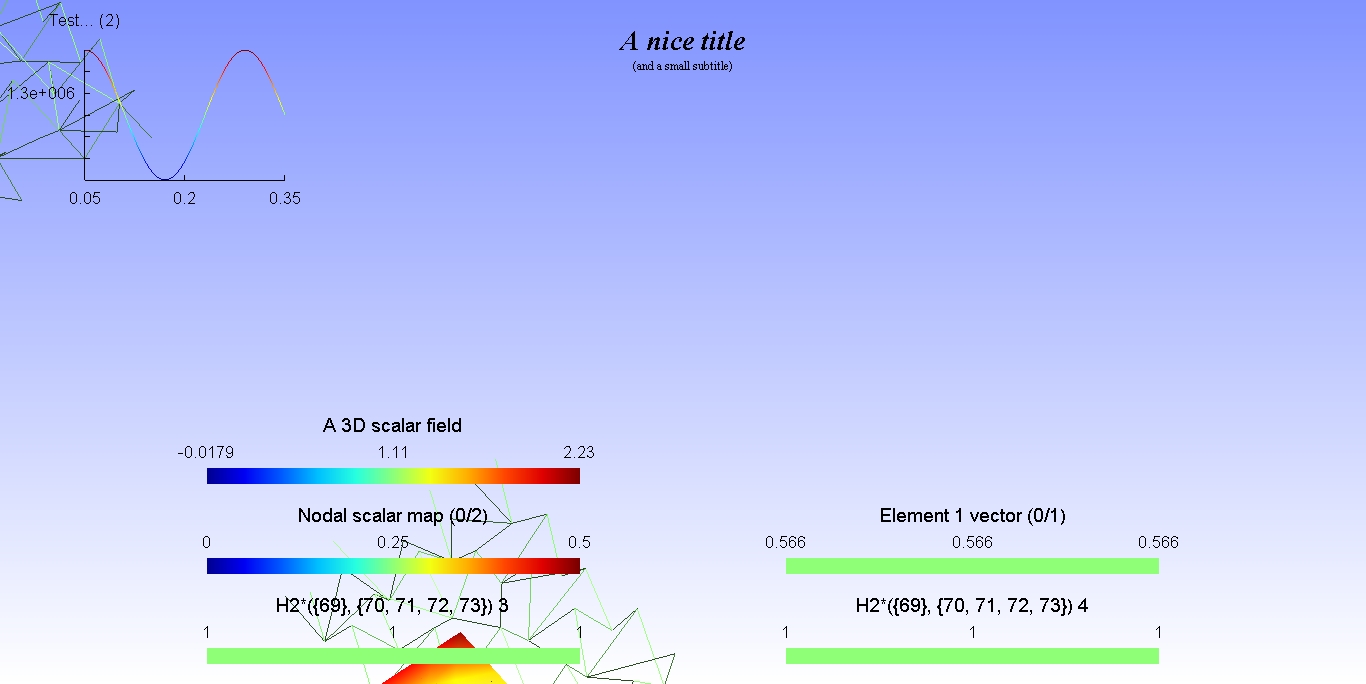 Test... (2)
A nice title
(and a small subtitle)
1.3e+006
0.05 0.2 0.35
A 3D scalar field
-0.0179 1.11 2.23
Nodal scalar map (0/2)
0 0.25 0.5
Element 1 vector (0/1)
0.566 0.566 0.566
H2*({69}, {70, 71, 72, 73}) 3
1 1 1
H2*({69}, {70, 71, 72, 73}) 4
1 1 1